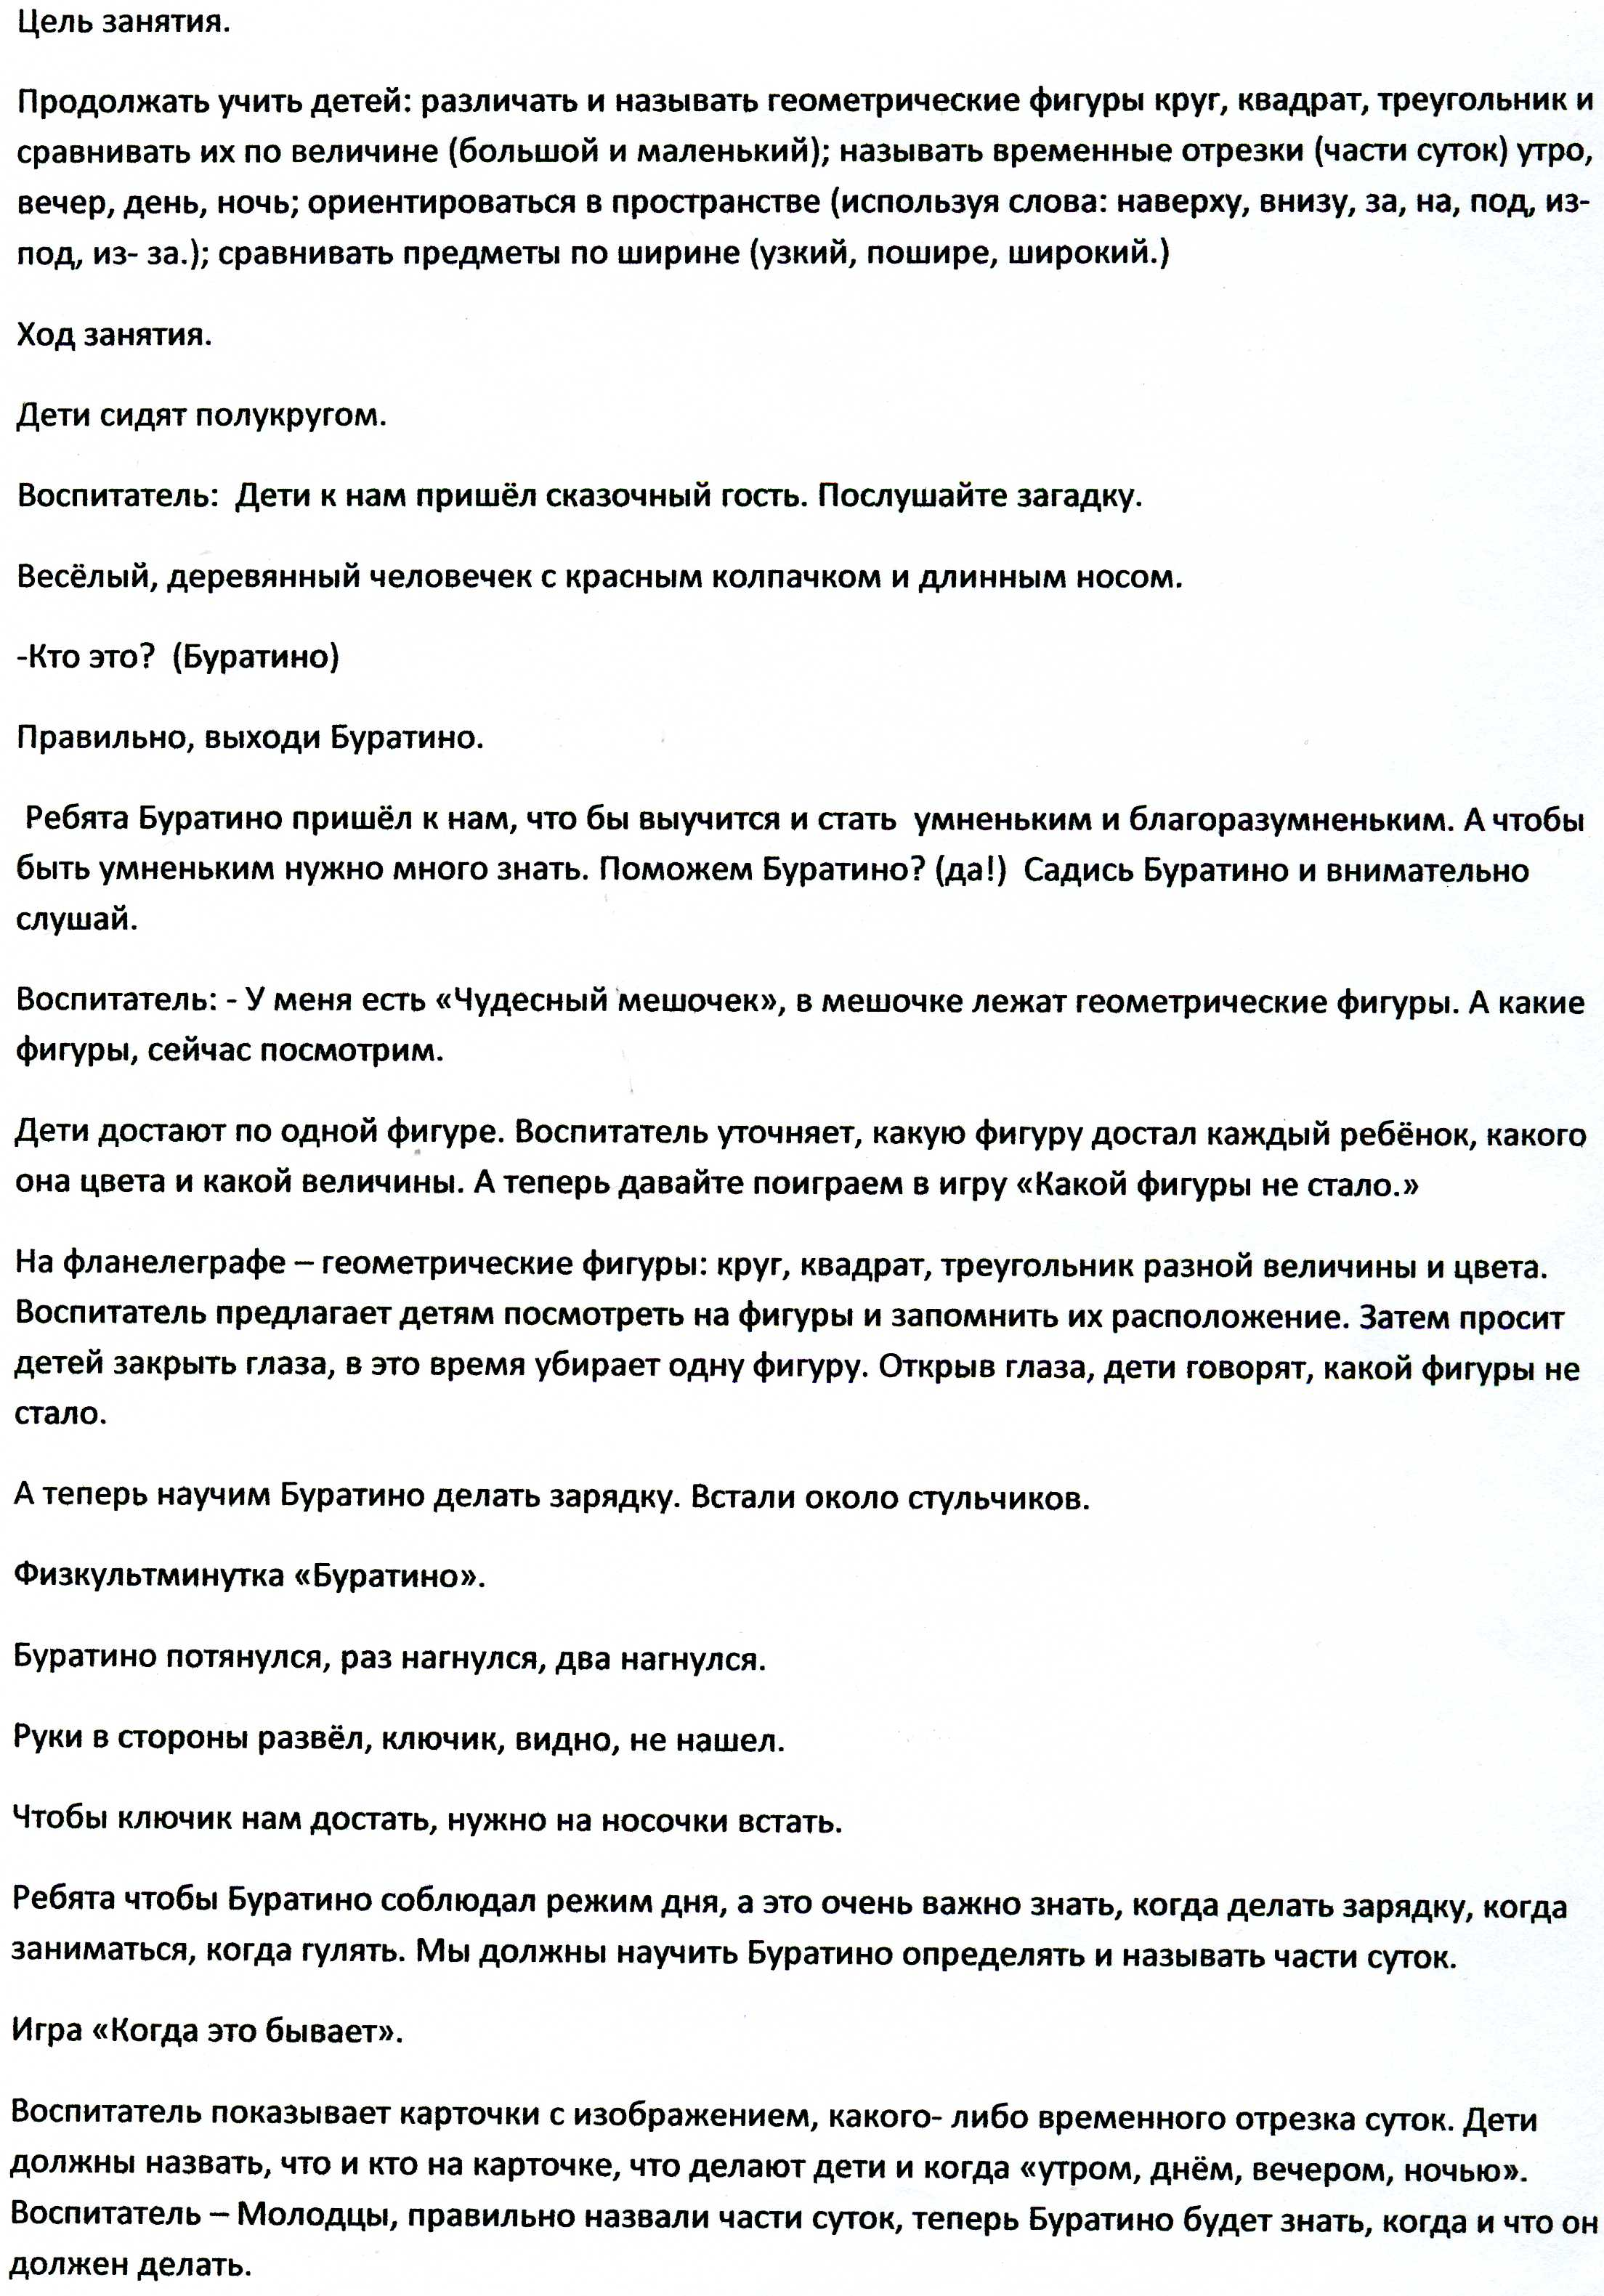 Цель занятия.
Продолжать учить детей: различать и называть геометрические фигуры круг, квадрат, треугольник и
сравнивать их по величине (большой и маленький); называть временные отрезки (части суток) утро,
вечер, день, ночь; ориентироваться в пространстве (используя слова: наверху, внизу, за, на, под, из-
под, из- за.); сравнивать предметы по ширине (узкий, пошире, широкий.)
Ход занятия.
Дети сидят полукругом.
Воспитатель:  Дети к нам пришёл сказочный гость. Послушайте загадку.
Весёлый, деревянный человечек с красным колпачком и длинным носом.
-Кто это?  (Буратино)
Правильно, выходи Буратино.
Ребята Буратино пришёл к нам, что бы выучится и стать  умненьким и благоразумненьким. А чтобы
быть умненьким нужно много знать. Поможем Буратино? (да!)  Садись Буратино и внимательно
слушай.
Воспитатель: - У меня есть «Чудесный мешочек», в мешочке лежат геометрические фигуры. А какие
фигуры, сейчас посмотрим.
Дети достают по одной фигуре. Воспитатель уточняет, какую фигуру достал каждый ребёнок, какого
она цвета и какой величины. А теперь давайте поиграем в игру «Какой фигуры не стало.»
На фланелеграфе – геометрические фигуры: круг, квадрат, треугольник разной величины и цвета.
Воспитатель предлагает детям посмотреть на фигуры и запомнить их расположение. Затем просит
детей закрыть глаза, в это время убирает одну фигуру. Открыв глаза, дети говорят, какой фигуры не
стало.
А теперь научим Буратино делать зарядку. Встали около стульчиков.
Физкультминутка «Буратино».
Буратино потянулся, раз нагнулся, два нагнулся.
Руки в стороны развёл, ключик, видно, не нашел.
Чтобы ключик нам достать, нужно на носочки встать.
Ребята чтобы Буратино соблюдал режим дня, а это очень важно знать, когда делать зарядку, когда
заниматься, когда гулять. Мы должны научить Буратино определять и называть части суток.
Игра «Когда это бывает».
Воспитатель показывает карточки с изображением, какого- либо временного отрезка суток. Дети
должны назвать, что и кто на карточке, что делают дети и когда «утром, днём, вечером, ночью».
Воспитатель – Молодцы, правильно назвали части суток, теперь Буратино будет знать, когда и что он
должен делать.